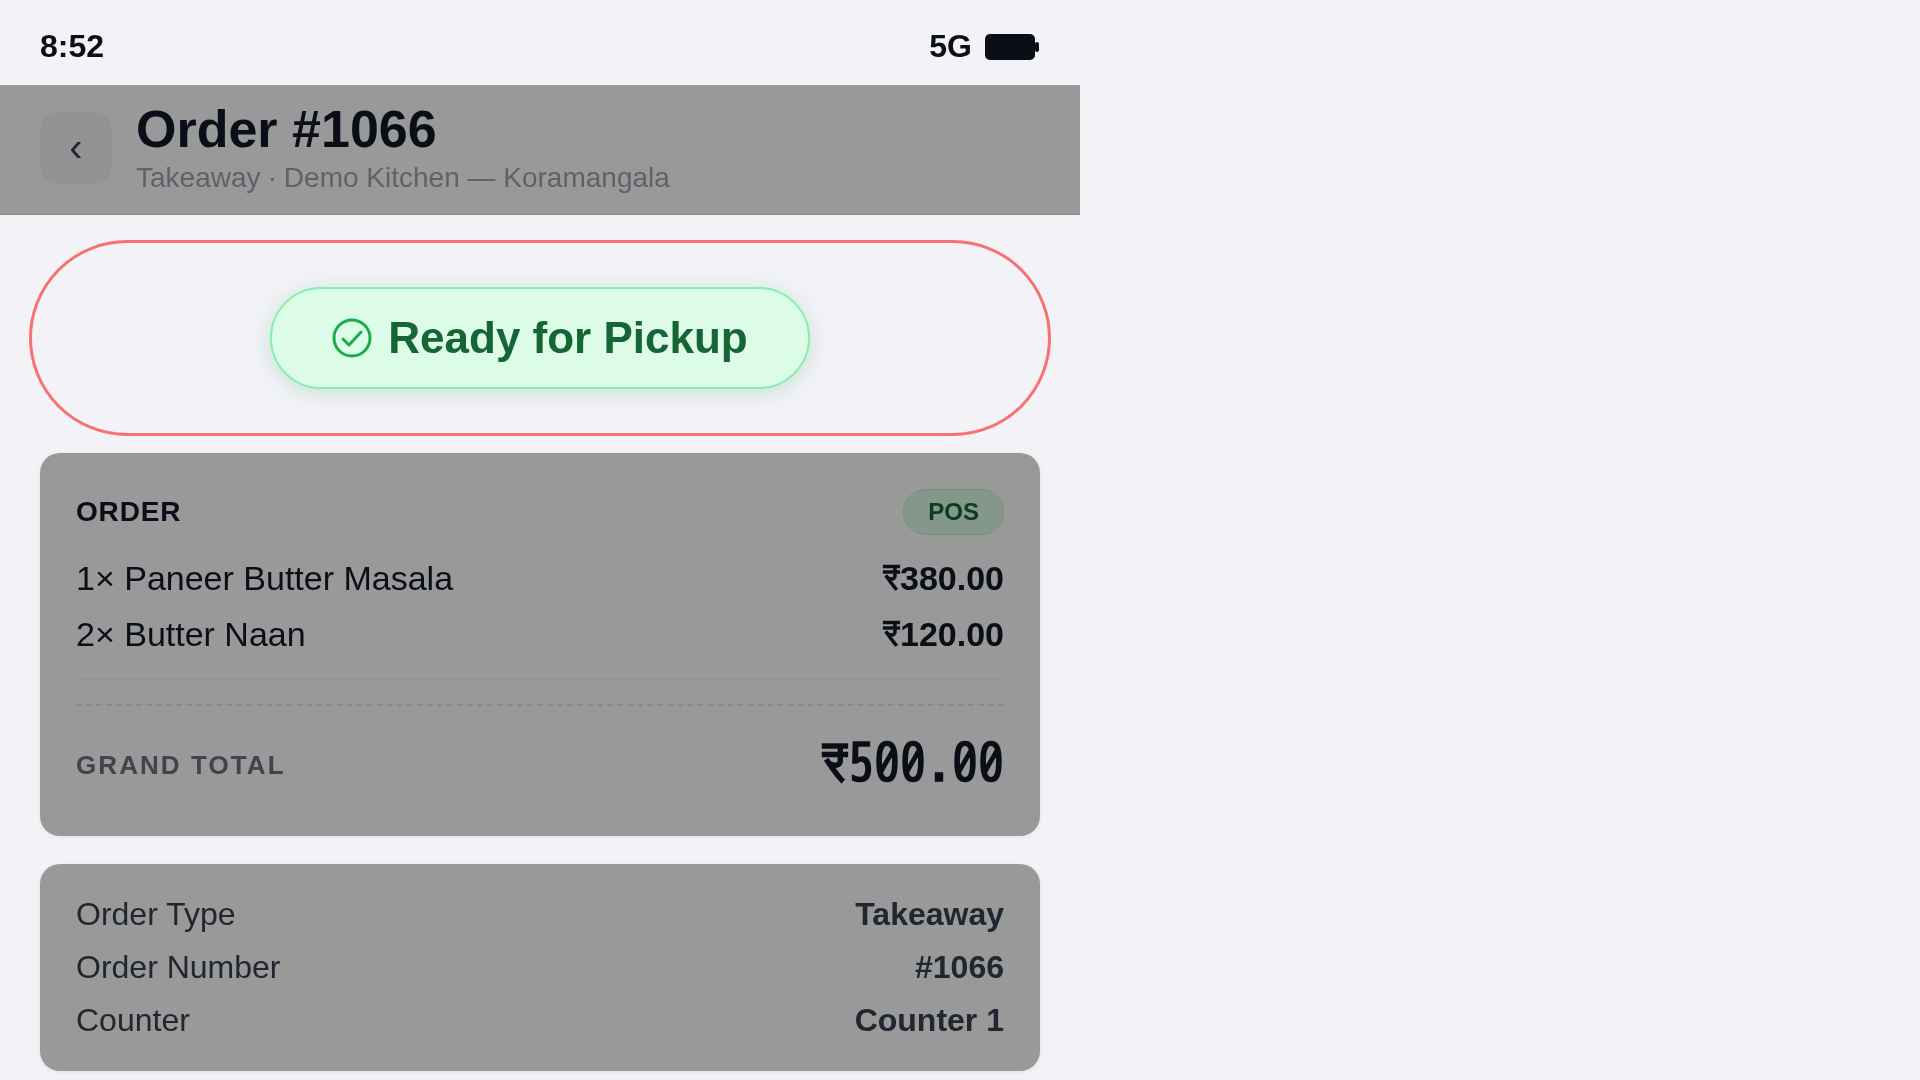 8:52
5G
‹
Order #1066
Takeaway · Demo Kitchen — Koramangala
Ready for Pickup
ORDER
POS
1× Paneer Butter Masala ₹380.00
2× Butter Naan ₹120.00
GRAND TOTAL ₹500.00
Order Type Takeaway
Order Number #1066
Counter Counter 1